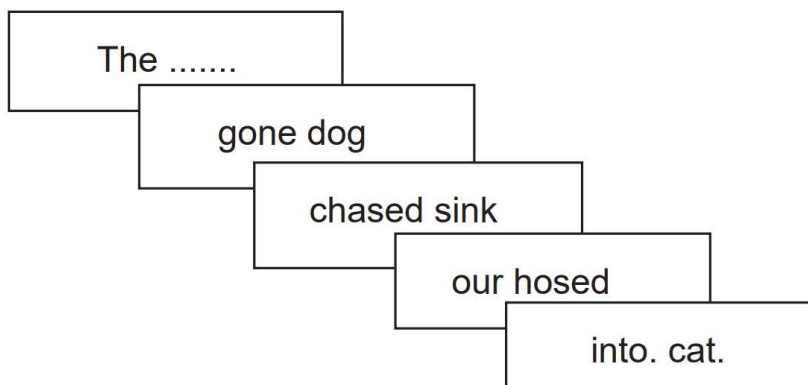 The .......
gone dog
chased sink
our hosed
into. cat.